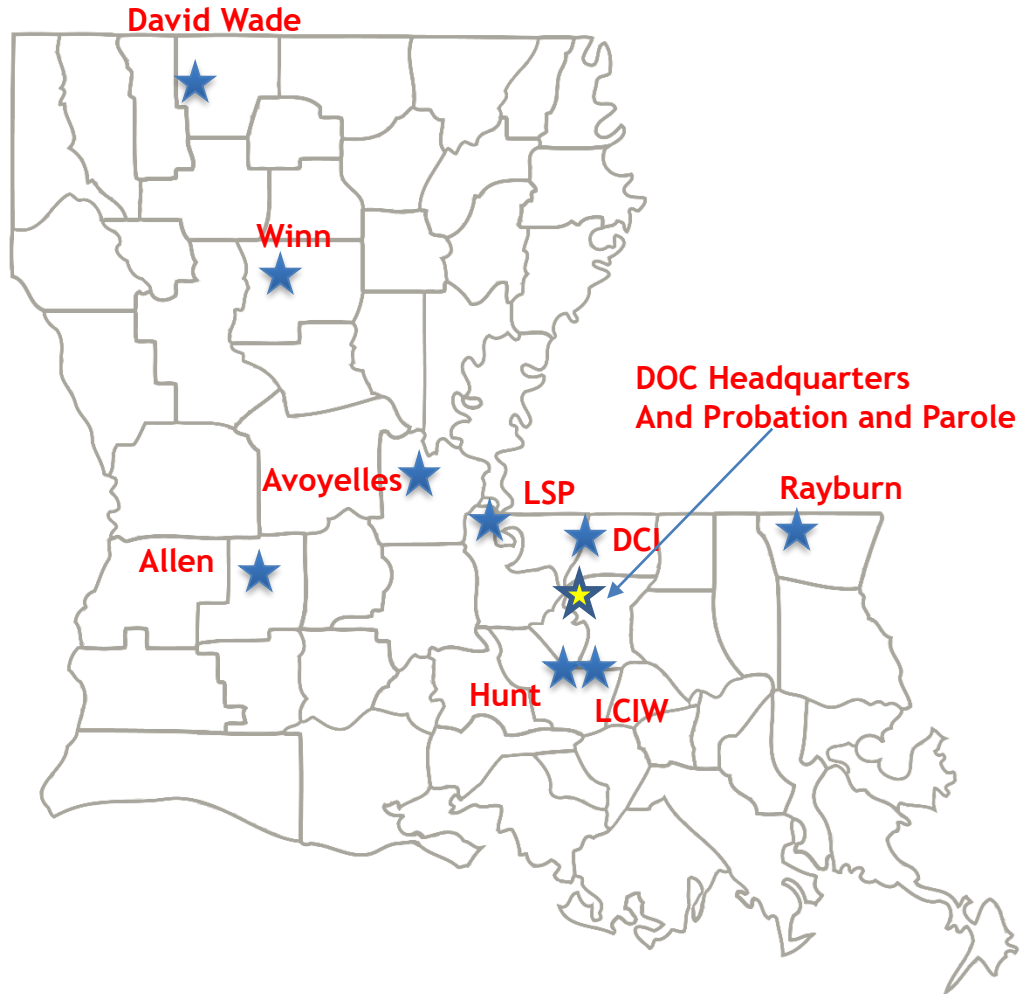 David Wade
Winn
DOC Headquarters
And Probation and Parole
Avoyelles
LSP
Rayburn
DCI
Allen
Hunt
LCIW